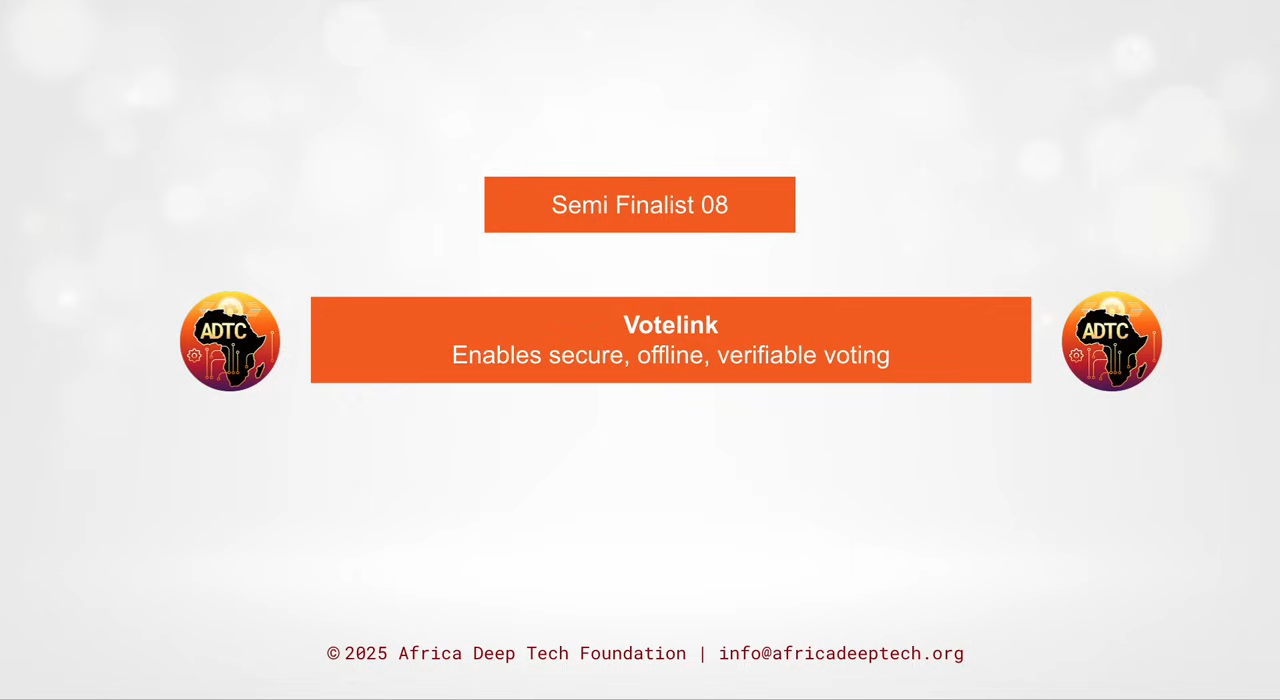 Semi Finalist 08
Votelink
ADTC
Enables secure, offline, verifiable voting
ADTC
© 2025 Africa Deep Tech Foundation | info@africadeeptech.org